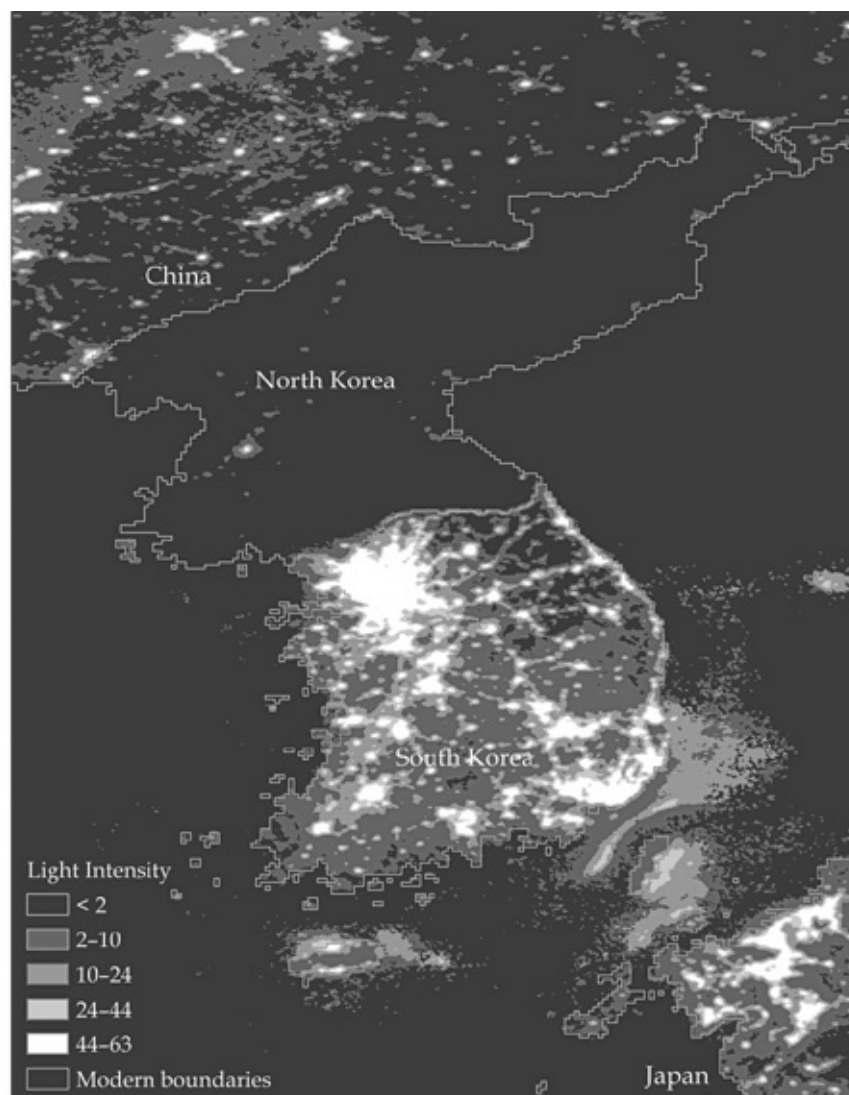 China
North Korea
South Korea
Light Intensity
< 2
2–10
10–24
24–44
44–63
Modern boundaries
Japan